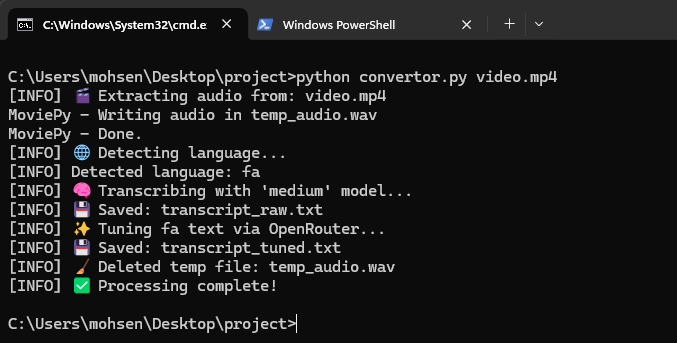 C:\Windows\System32\cmd.e
Windows PowerShell
C:\Users\mohsen\Desktop\project>python convertor.py video.mp4
[INFO] 🎬 Extracting audio from: video.mp4
MoviePy - Writing audio in temp_audio.wav
MoviePy - Done.
[INFO] 🌐 Detecting language...
[INFO] Detected language: fa
[INFO] 🧠 Transcribing with 'medium' model...
[INFO] 💾 Saved: transcript_raw.txt
[INFO] ✨ Tuning fa text via OpenRouter...
[INFO] 💾 Saved: transcript_tuned.txt
[INFO] 🧹 Deleted temp file: temp_audio.wav
[INFO] ✅ Processing complete!
C:\Users\mohsen\Desktop\project>